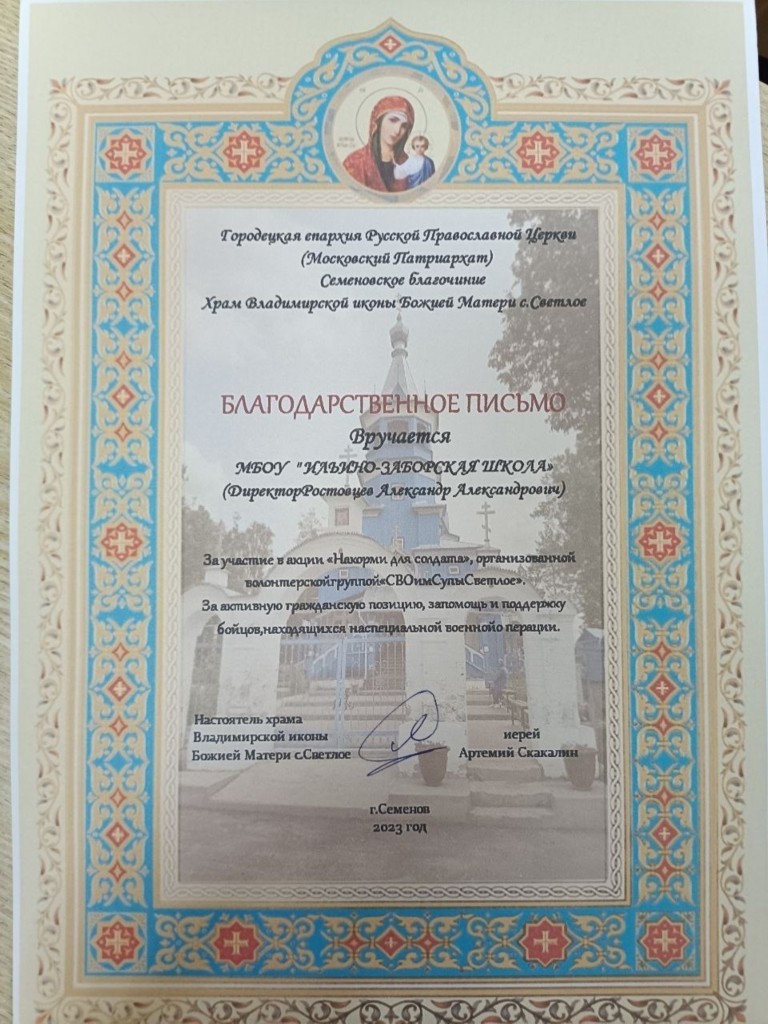 Городецкая епархия Русской Православной Церкви
(Московский Патриархат)
Семеновское благочиние
Храм Владимирской иконы Божией Матери с.Светлое
БЛАГОДАРСТВЕННОЕ ПИСЬМО
Вручается
МБОУ "ИЛЬИНО-ЗАБОРСКАЯ ШКОЛА»
(ДиректорРостовцев Александр Александрович)
За участие в акции «Накорми для солдата», организованной
волонтерскойгруппой«СВОимСупыСветлое».
За активную гражданскую позицию, запомощь и поддержку
бойцов,находящихся наспециальной военнойо перации.
Настоятель храма
Владимирской иконы
Божией Матери с.Светлое
иерей
Артемий Скакалин
г.Семенов
2023 год